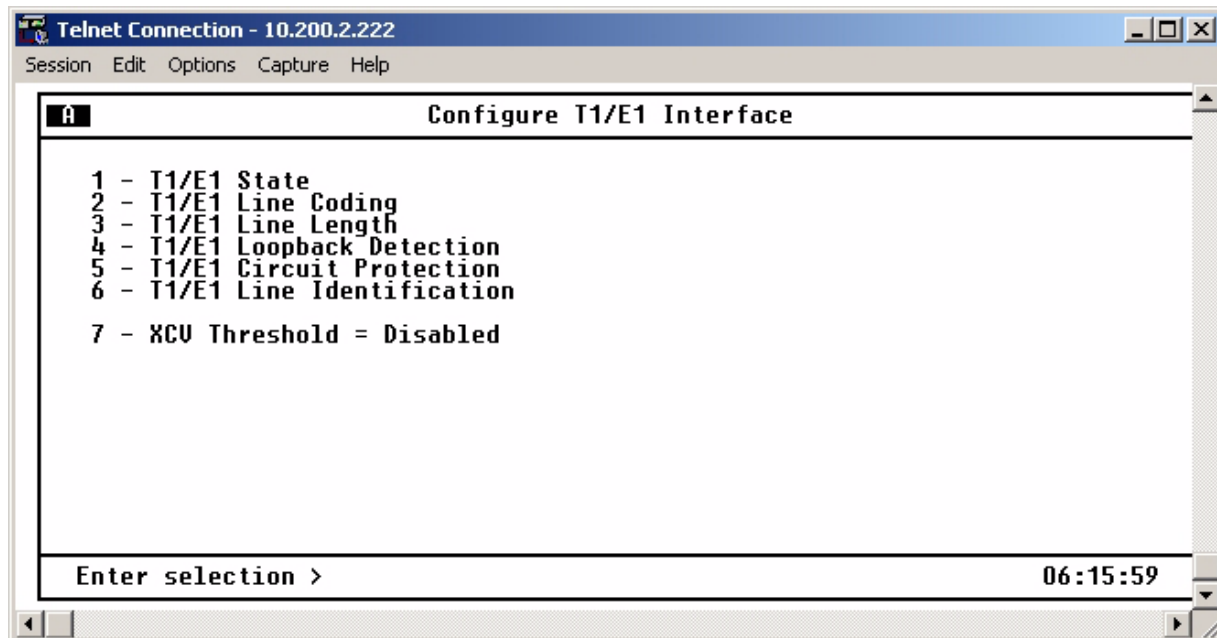 Telnet Connection - 10.200.2.222
Session Edit Options Capture Help
A Configure T1/E1 Interface
1 - T1/E1 State
2 - T1/E1 Line Coding
3 - T1/E1 Line Length
4 - T1/E1 Loopback Detection
5 - T1/E1 Circuit Protection
6 - T1/E1 Line Identification
7 - XCV Threshold = Disabled
Enter selection > 06:15:59